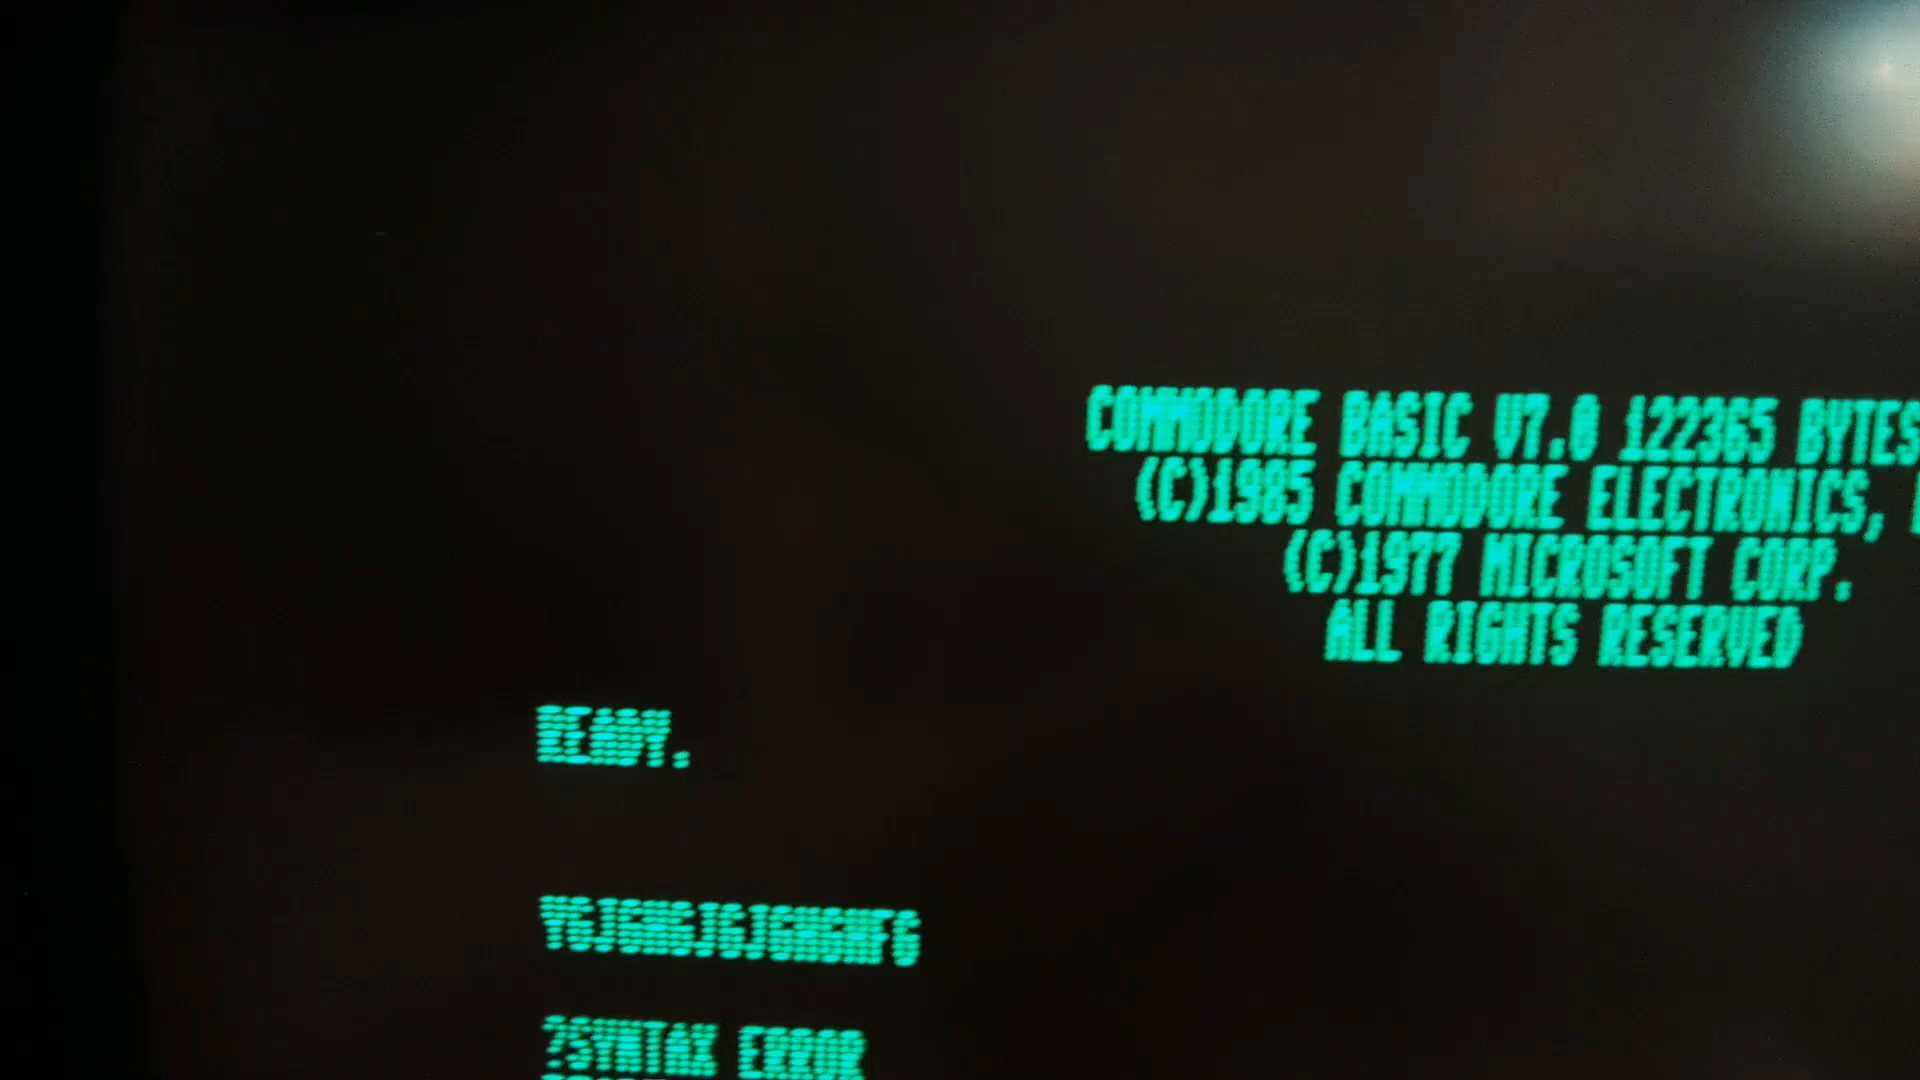 COMMODORE BASIC V7.0 122365 BYTES
(C)1985 COMMODORE ELECTRONICS,
(C)1977 MICROSOFT CORP.
ALL RIGHTS RESERVED
READY.
?SYNTAX ERROR